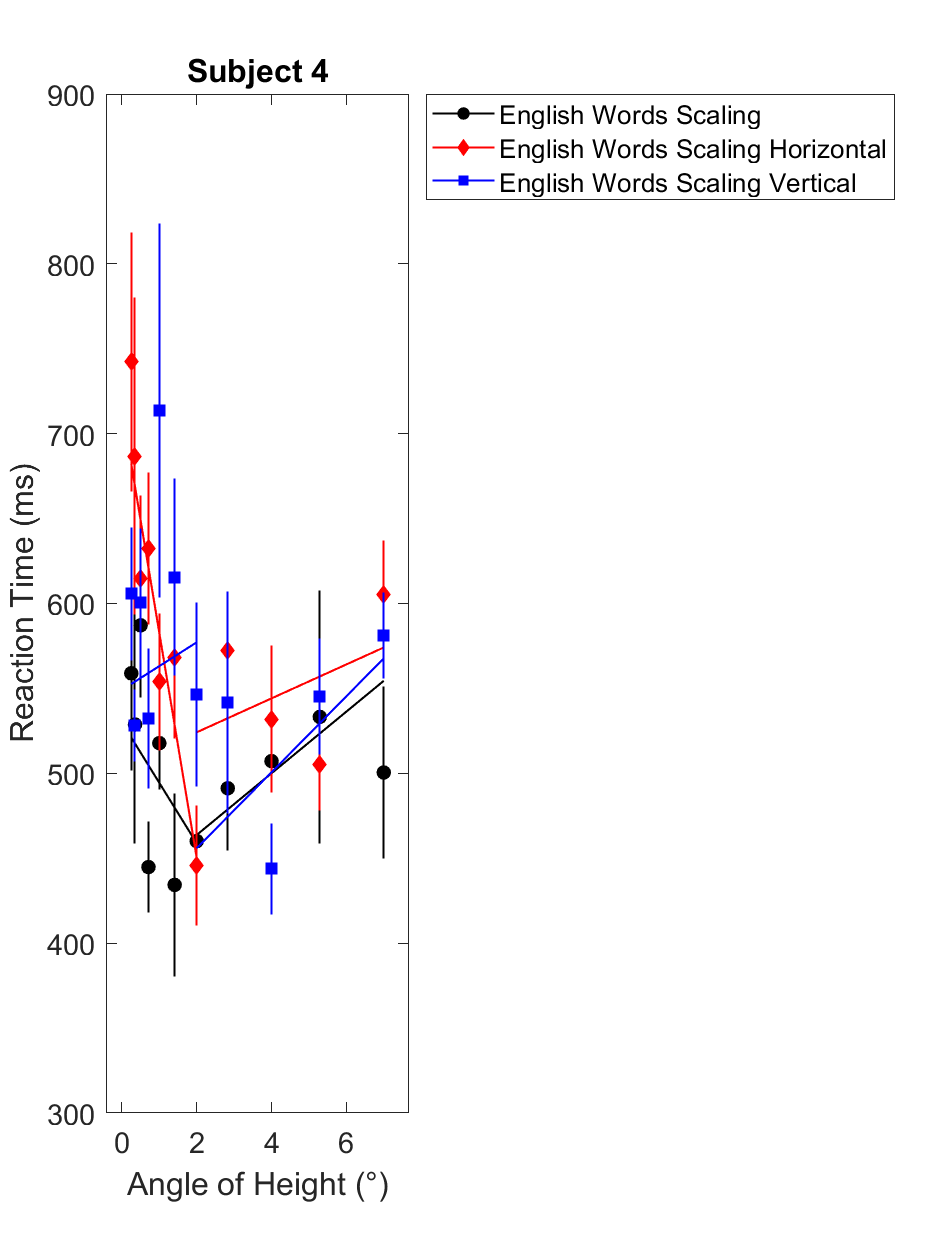 Subject 4
English Words Scaling
English Words Scaling Horizontal
English Words Scaling Vertical
900
800
700
600
500
400
300
Reaction Time (ms)
0 2 4 6
Angle of Height (°)